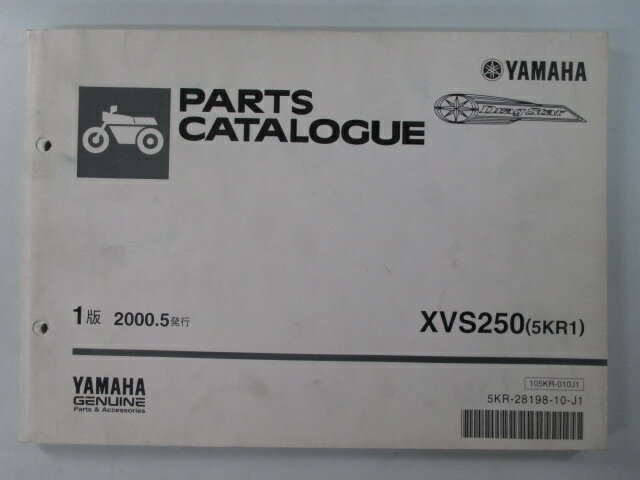 YAMAHA
PARTS
CATALOGUE
DragStar
1版 2000.5発行
XVS250(5KR1)
YAMAHA
GENUINE
Parts & Accessories
105KR-010J1
5KR-28198-10-J1